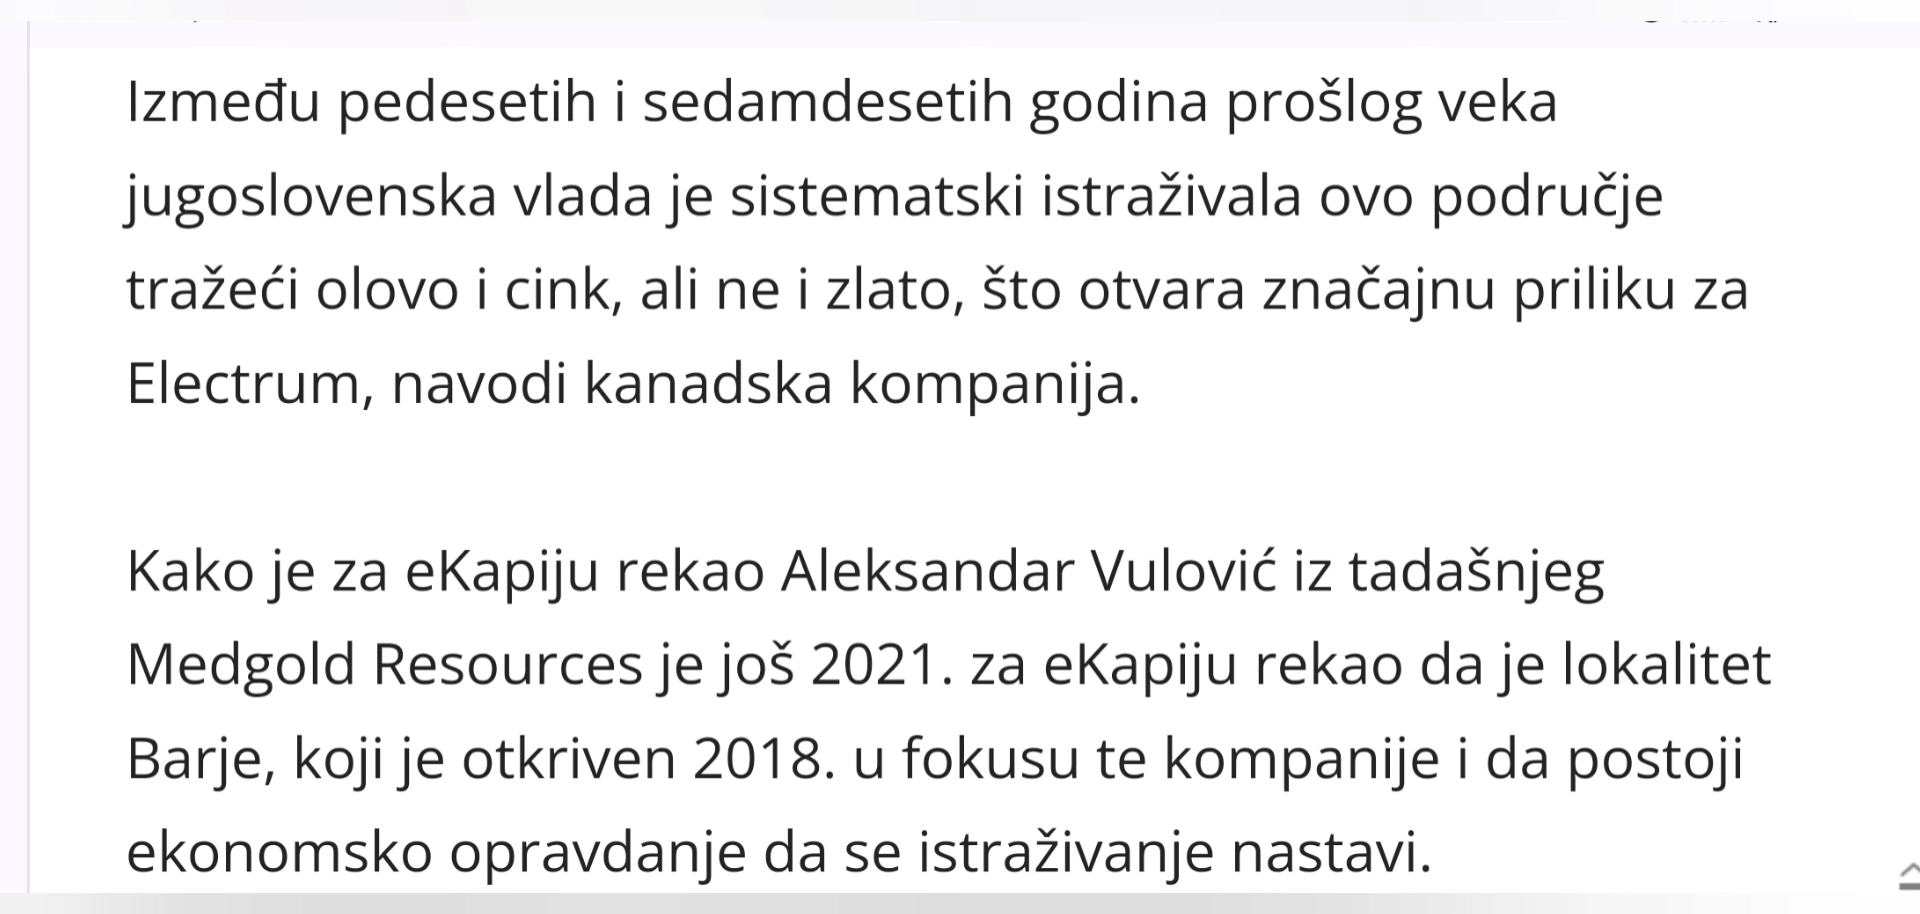 Između pedesetih i sedamdesetih godina prošlog veka
jugoslovenska vlada je sistematski istraživala ovo područje
tražeći olovo i cink, ali ne i zlato, što otvara značajnu priliku za
Electrum, navodi kanadska kompanija.
Kako je za eKapiju rekao Aleksandar Vulović iz tadašnjeg
Medgold Resources je još 2021. za eKapiju rekao da je lokalitet
Barje, koji je otkriven 2018. u fokusu te kompanije i da postoji
ekonomsko opravdanje da se istraživanje nastavi.